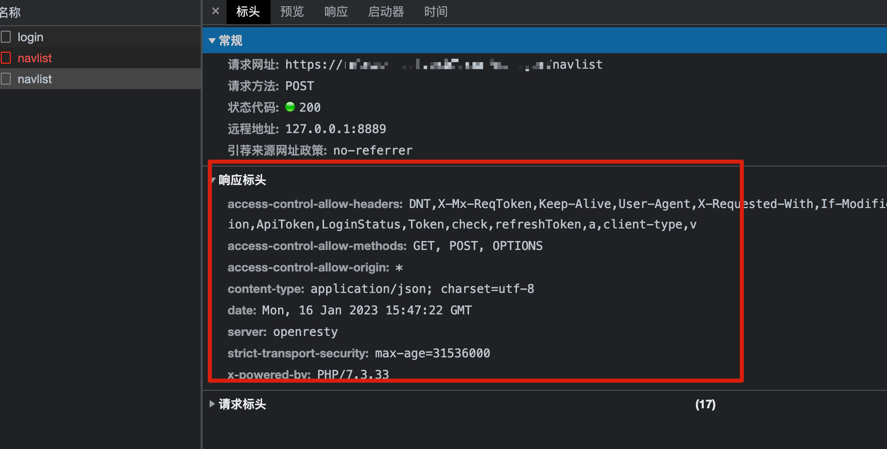 名称
× 标头 预览 响应 启动器 时间
login
navlist
navlist
常规
请求网址: https:// /navlist
请求方法: POST
状态代码: 200
远程地址: 127.0.0.1:8889
引荐来源网址政策: no-referrer
响应标头
access-control-allow-headers: DNT,X-Mx-ReqToken,Keep-Alive,User-Agent,X-Requested-With,If-Modifie
ion,ApiToken,LoginStatus,Token,check,refreshToken,a,client-type,v
access-control-allow-methods: GET, POST, OPTIONS
access-control-allow-origin: *
content-type: application/json; charset=utf-8
date: Mon, 16 Jan 2023 15:47:22 GMT
server: openresty
strict-transport-security: max-age=31536000
x-powered-by: PHP/7.3.33
请求标头 (17)